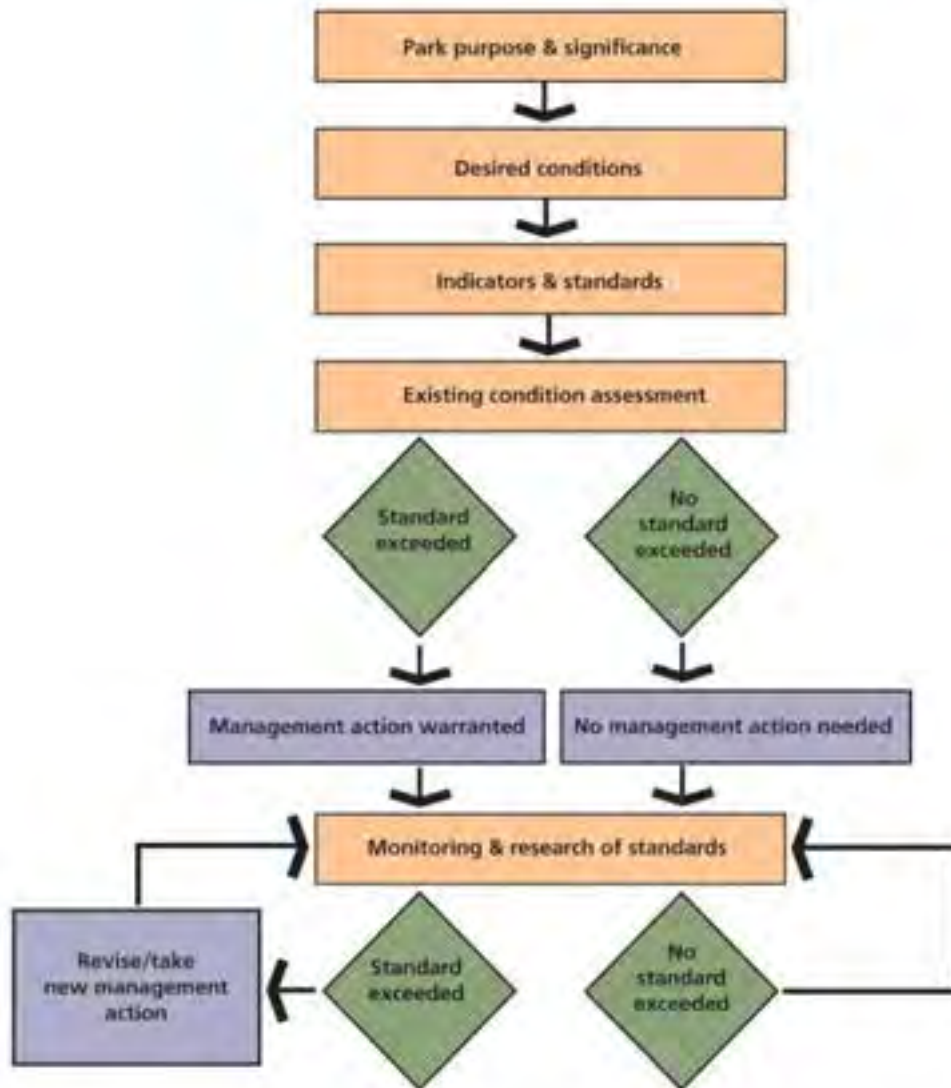 Park purpose & significance
Desired conditions
Indicators & standards
Existing condition assessment
Standard
exceeded
No
standard
exceeded
Management action warranted
No management action needed
Monitoring & research of standards
Revise/take
new management
action
Standard
exceeded
No
standard
exceeded